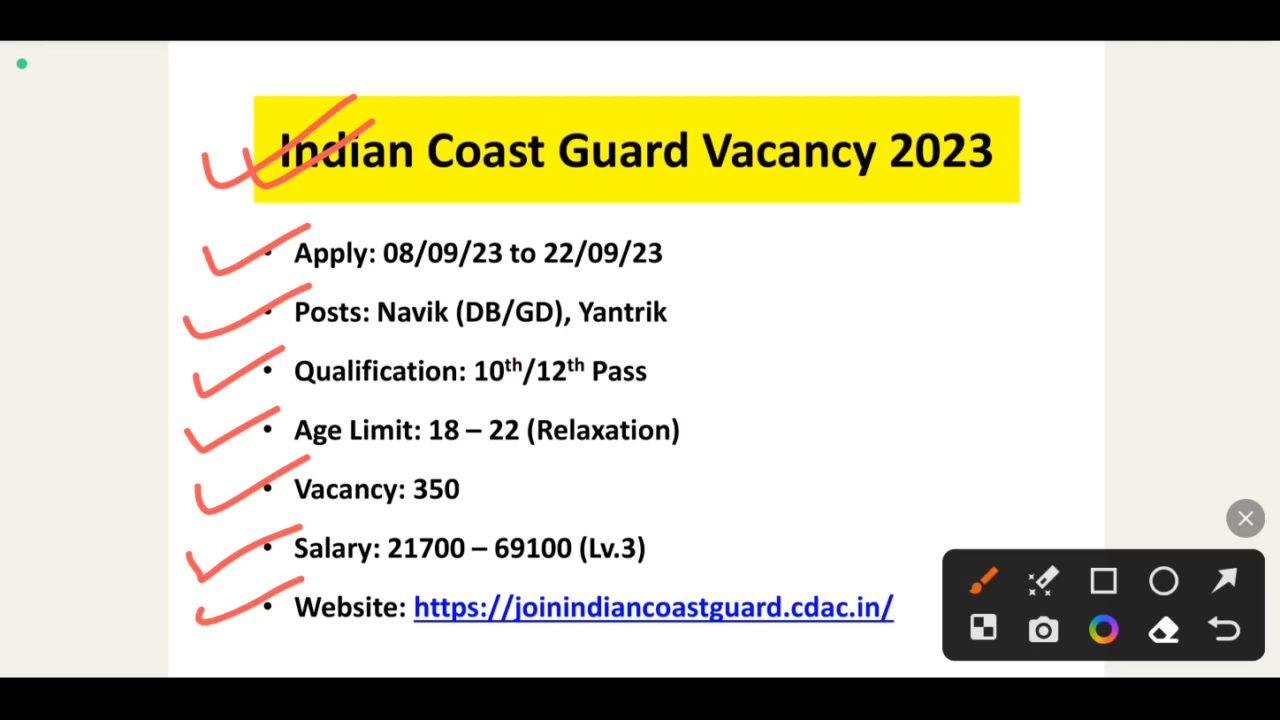 Indian Coast Guard Vacancy 2023
• Apply: 08/09/23 to 22/09/23
• Posts: Navik (DB/GD), Yantrik
• Qualification: 10th/12th Pass
• Age Limit: 18 – 22 (Relaxation)
• Vacancy: 350
• Salary: 21700 – 69100 (Lv.3)
• Website: https://joinindiancoastguard.cdac.in/